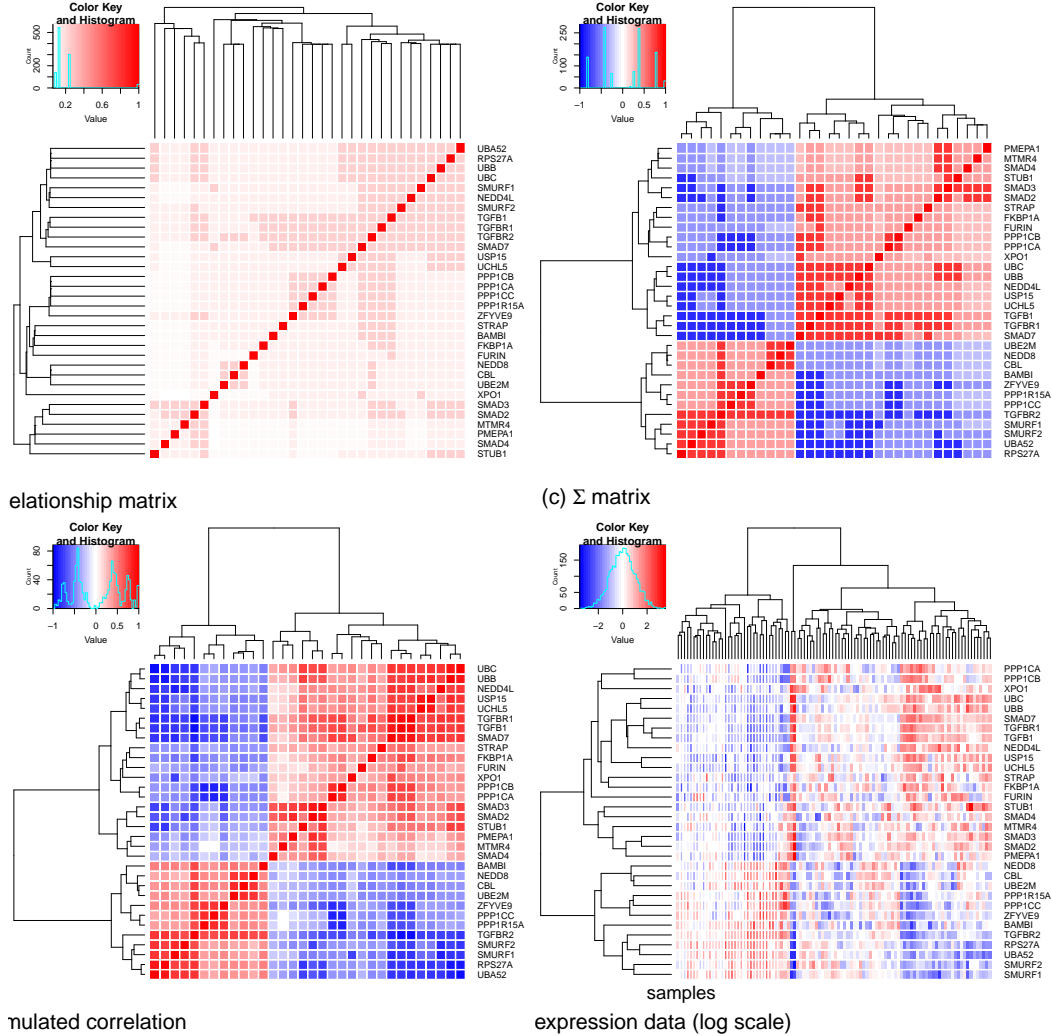 Color Key
and Histogram
Count
0 200 500
0.2 0.6 1
Value
UBA52
RPS27A
UBB
UBC
SMURF1
NEDD4L
SMURF2
TGFB1
TGFBR1
TGFBR2
SMAD7
USP15
UCHL5
PPP1CB
PPP1CA
PPP1CC
PPP1R15A
ZFYVE9
STRAP
BAMBI
FKBP1A
FURIN
NEDD8
CBL
UBE2M
XPO1
SMAD3
SMAD2
MTMR4
PMEPA1
SMAD4
STUB1
elationship matrix
Color Key
and Histogram
Count
0 100 250
-1 -0.5 0 0.5 1
Value
PMEPA1
MTMR4
SMAD4
STUB1
SMAD3
SMAD2
STRAP
FKBP1A
FURIN
PPP1CB
PPP1CA
XPO1
UBC
UBB
NEDD4L
USP15
UCHL5
TGFB1
TGFBR1
SMAD7
UBE2M
NEDD8
CBL
BAMBI
ZFYVE9
PPP1R15A
PPP1CC
TGFBR2
SMURF1
SMURF2
UBA52
RPS27A
(c) Σ matrix
Color Key
and Histogram
Count
0 40 80
-1 -0.5 0 0.5 1
Value
UBC
UBB
NEDD4L
USP15
UCHL5
TGFBR1
TGFB1
SMAD7
STRAP
FKBP1A
FURIN
XPO1
PPP1CB
PPP1CA
SMAD3
SMAD2
STUB1
PMEPA1
MTMR4
SMAD4
BAMBI
NEDD8
CBL
UBE2M
ZFYVE9
PPP1CC
PPP1R15A
TGFBR2
SMURF2
SMURF1
RPS27A
UBA52
mulated correlation
Color Key
and Histogram
Count
0 50 150
-2 0 2
Value
PPP1CA
PPP1CB
XPO1
UBC
UBB
SMAD7
TGFBR1
TGFB1
NEDD4L
USP15
UCHL5
STRAP
FKBP1A
FURIN
STUB1
SMAD4
MTMR4
SMAD3
SMAD2
PMEPA1
NEDD8
CBL
UBE2M
PPP1R15A
PPP1CC
ZFYVE9
BAMBI
TGFBR2
RPS27A
UBA52
SMURF2
SMURF1
samples
expression data (log scale)